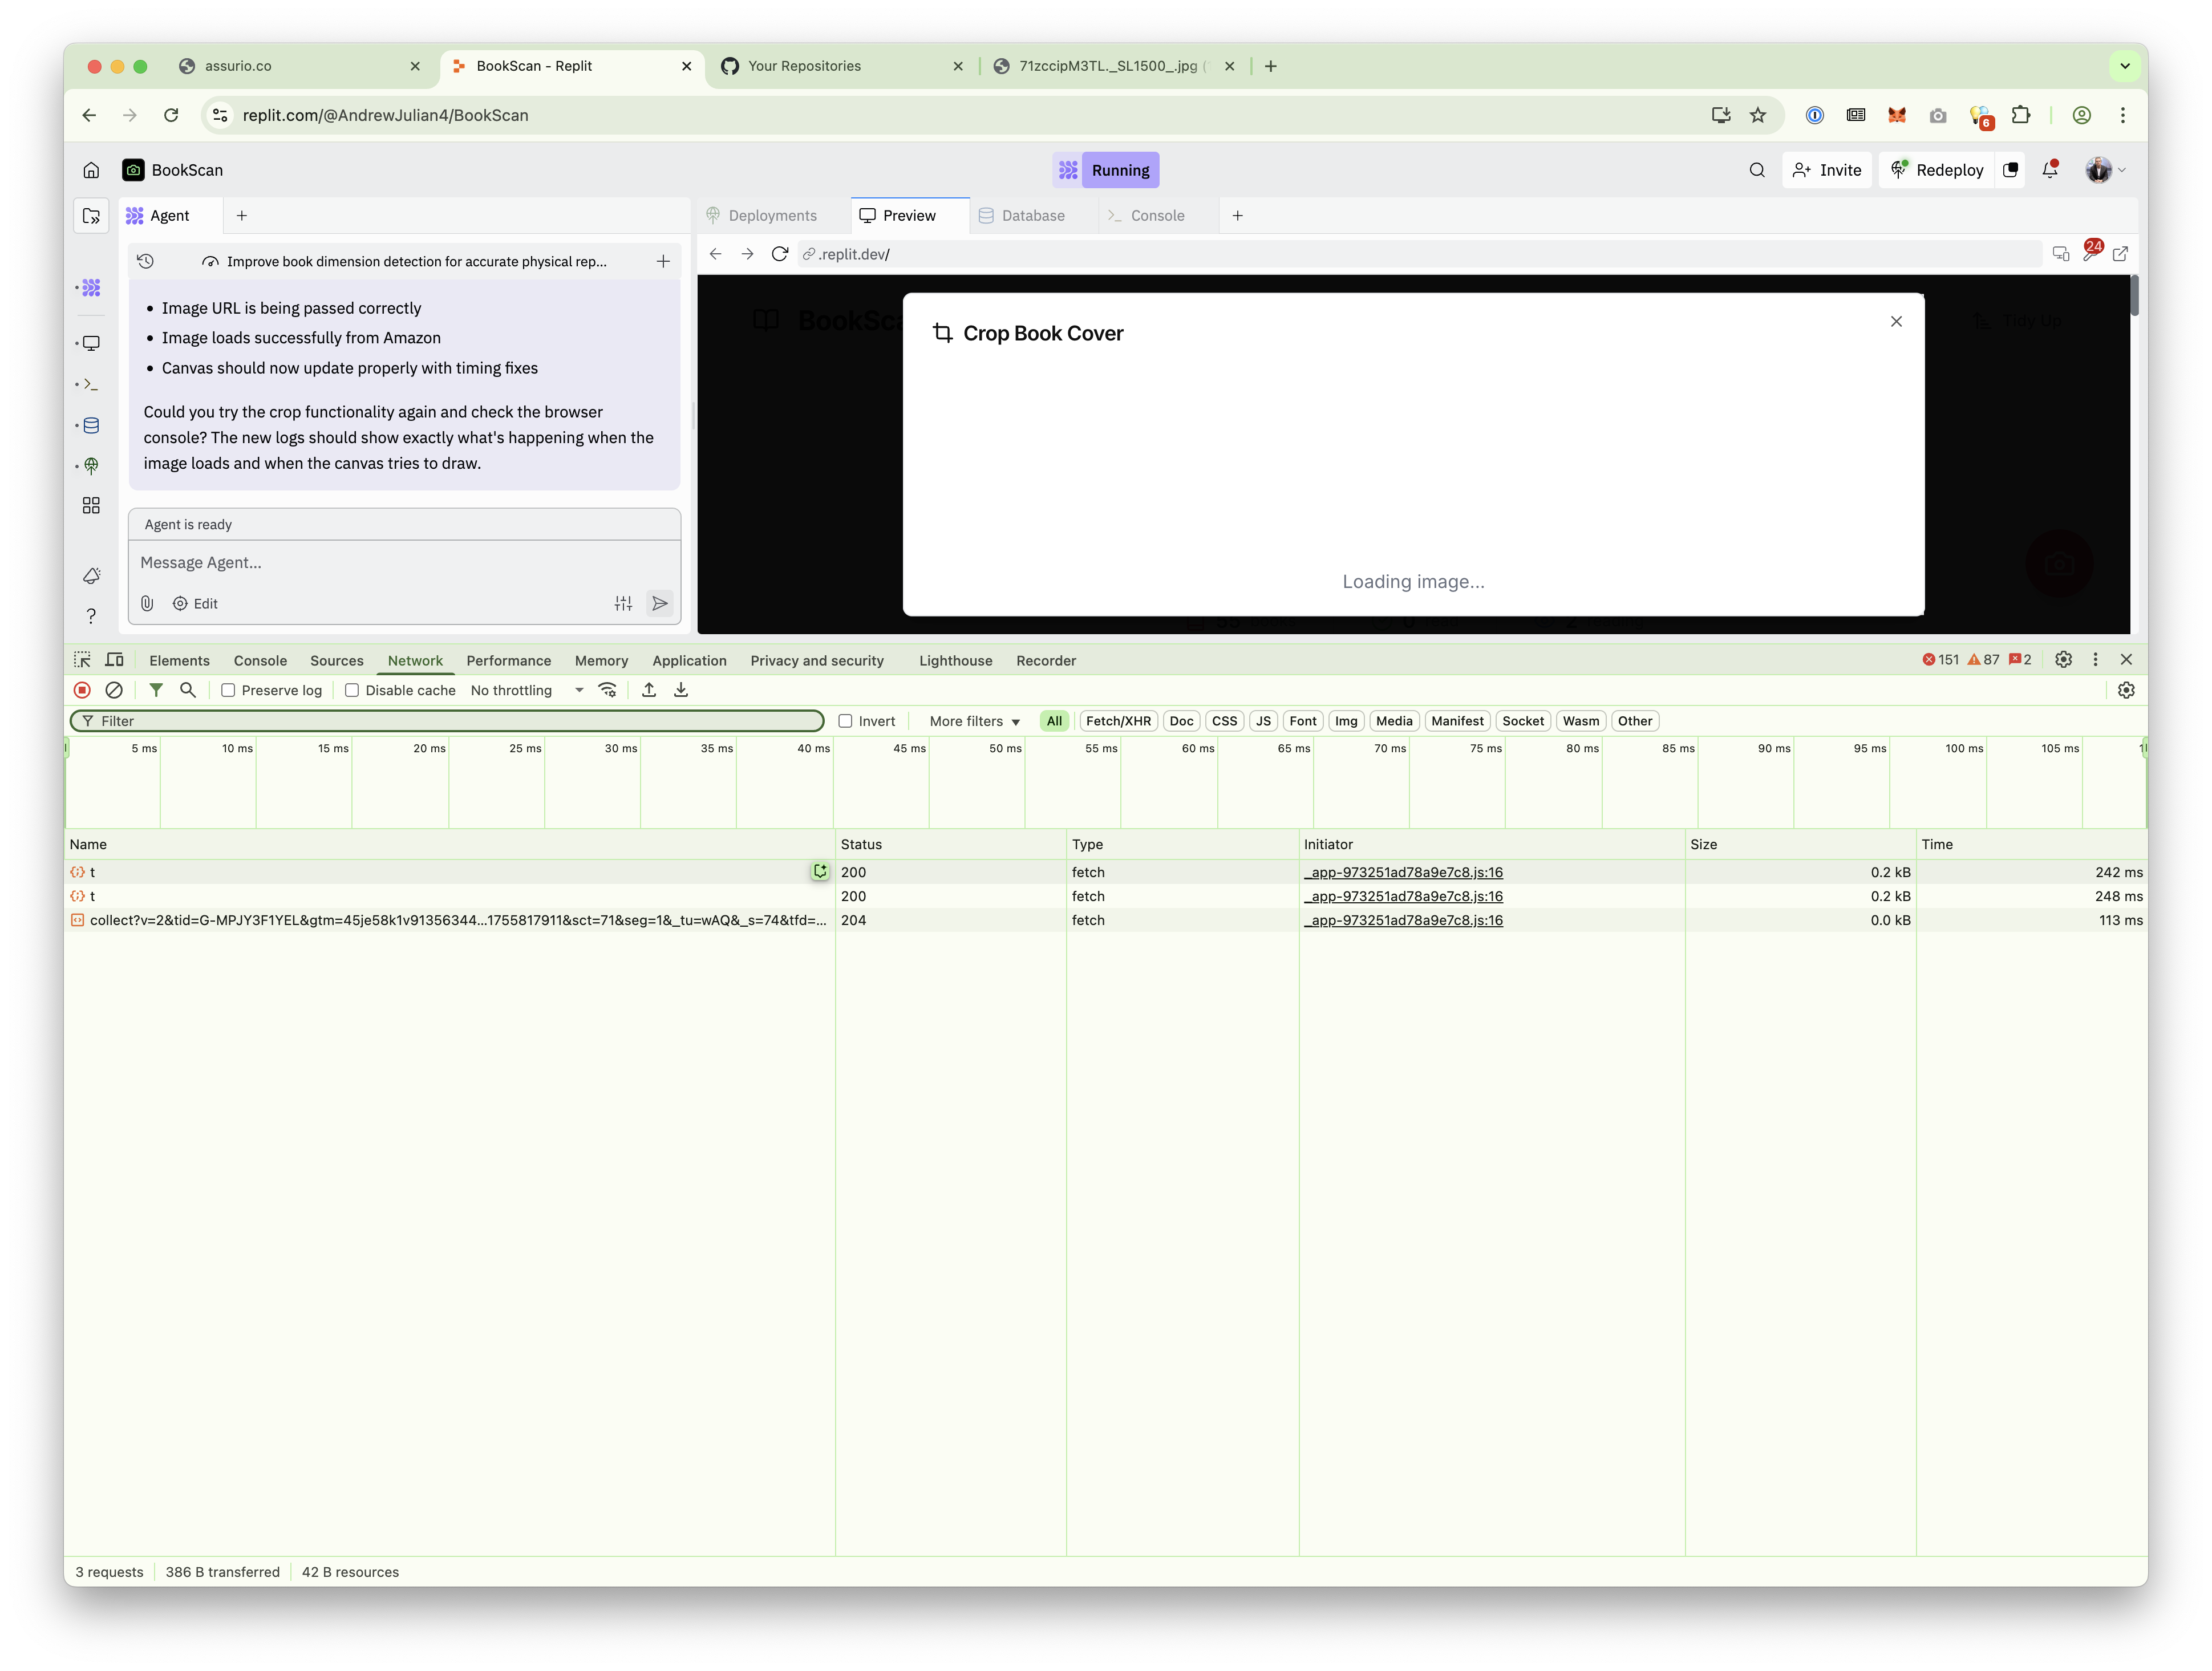 assurio.co
BookScan - Replit
Your Repositories
71zccipM3TL._SL1500_.jpg
replit.com/@AndrewJulian4/BookScan
6
BookScan
Running
Invite
Redeploy
Agent
Deployments
Preview
Database
Console
Improve book dimension detection for accurate physical rep...
.replit.dev/
24
• Image URL is being passed correctly
• Image loads successfully from Amazon
• Canvas should now update properly with timing fixes
Could you try the crop functionality again and check the browser
console? The new logs should show exactly what's happening when the
image loads and when the canvas tries to draw.
Agent is ready
Message Agent...
Edit
BookSca
Crop Book Cover
Tidy Up
Loading image...
Elements
Console
Sources
Network
Performance
Memory
Application
Privacy and security
Lighthouse
Recorder
151
87
2
Preserve log
Disable cache
No throttling
Filter
Invert
More filters
All
Fetch/XHR
Doc
CSS
JS
Font
Img
Media
Manifest
Socket
Wasm
Other
5 ms
10 ms
15 ms
20 ms
25 ms
30 ms
35 ms
40 ms
45 ms
50 ms
55 ms
60 ms
65 ms
70 ms
75 ms
80 ms
85 ms
90 ms
95 ms
100 ms
105 ms
Name Status Type Initiator Size Time
t 200 fetch _app-973251ad78a9e7c8.js:16 0.2 kB 242 ms
t 200 fetch _app-973251ad78a9e7c8.js:16 0.2 kB 248 ms
collect?v=2&tid=G-MPJY3F1YEL&gtm=45je58k1v91356344...1755817911&sct=71&seg=1&_tu=wAQ&_s=74&tfd=... 204 fetch _app-973251ad78a9e7c8.js:16 0.0 kB 113 ms
3 requests
386 B transferred
42 B resources